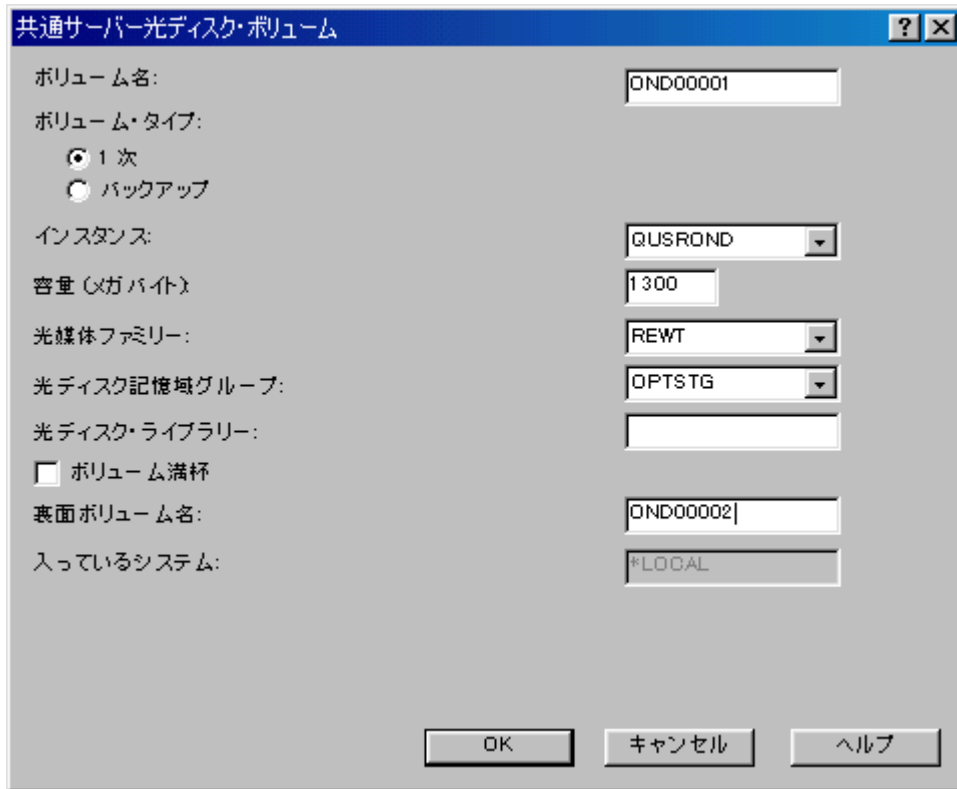 共通サーバー光ディスク・ボリューム
ボリューム名: OND00001
ボリューム・タイプ:
1 次
バックアップ
インスタンス: QUSROND
容量 (メガバイト): 1300
光媒体ファミリー: REWT
光ディスク記憶域グループ: OPTSTG
光ディスク・ライブラリー:
ボリューム満杯
裏面ボリューム名: OND00002
入っているシステム: *LOCAL
OK キャンセル ヘルプ